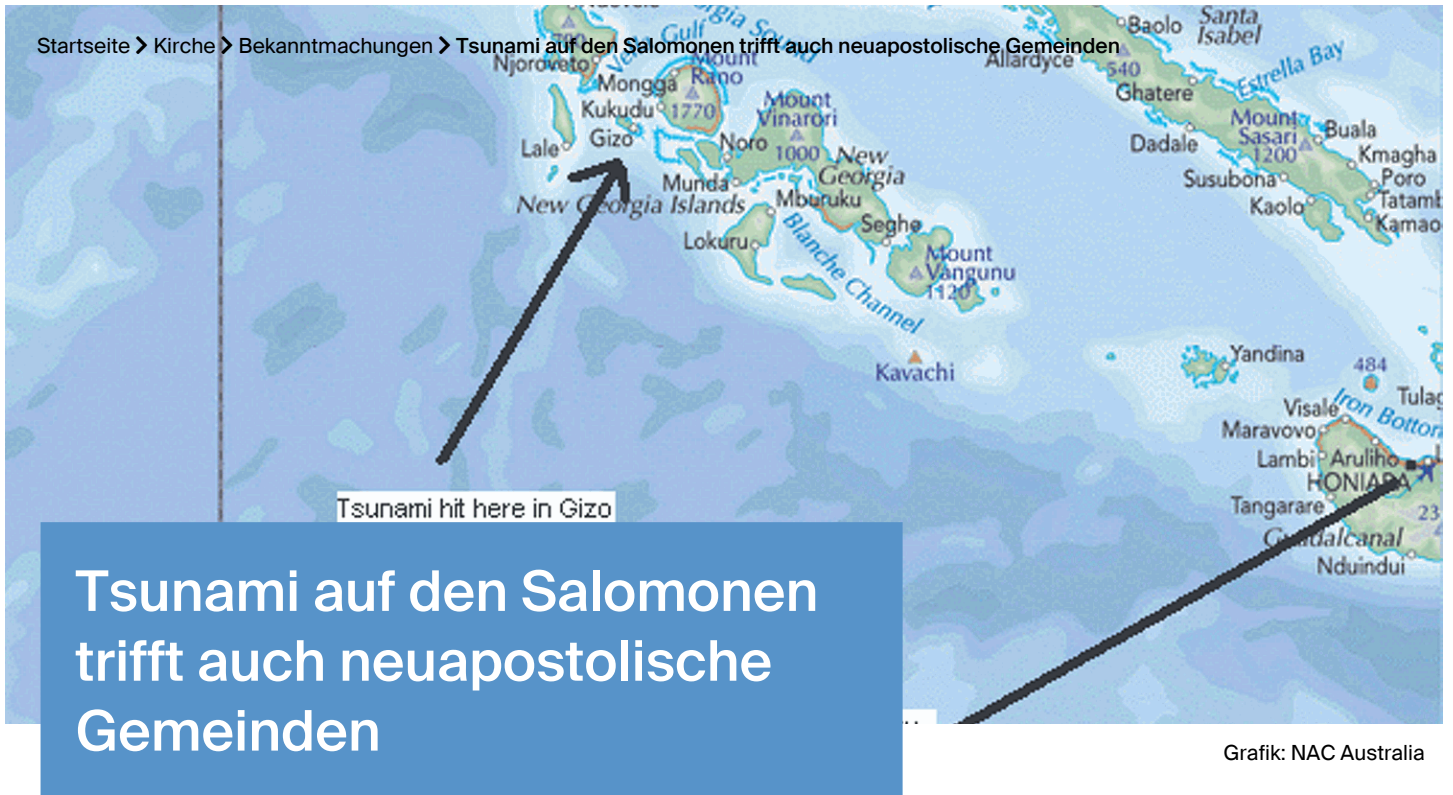 Startseite > Kirche > Bekanntmachungen > Tsunami auf den Salomonen trifft auch neuapostolische Gemeinden
Baolo
Santa
Isabel
Njoroveto
Vella Gulf
Mount
Rano
1770
Allardyce
540
Estrella Bay
Mongga
Kukudu
Gizo
Lale
Mount
Vinarori
1000
Noro
New
Georgia
Ghatere
Mount
Sasari
1200
Buala
Dadale
Kmagha
Susubona
Poro
Kaolo
Munda
New Georgia Islands
Mburuku
Seghe
Lokuru
Blanche Channel
Mount
Vangunu
1120
Kavachi
Yandina
484
Visale
Maravovo
Lambi
Aruliho
HONIARA
Tangarare
Guadalcanal
Nduindui
Tsunami hit here in Gizo
Tsunami auf den Salomonen
trifft auch neuapostolische
Gemeinden
Grafik: NAC Australia